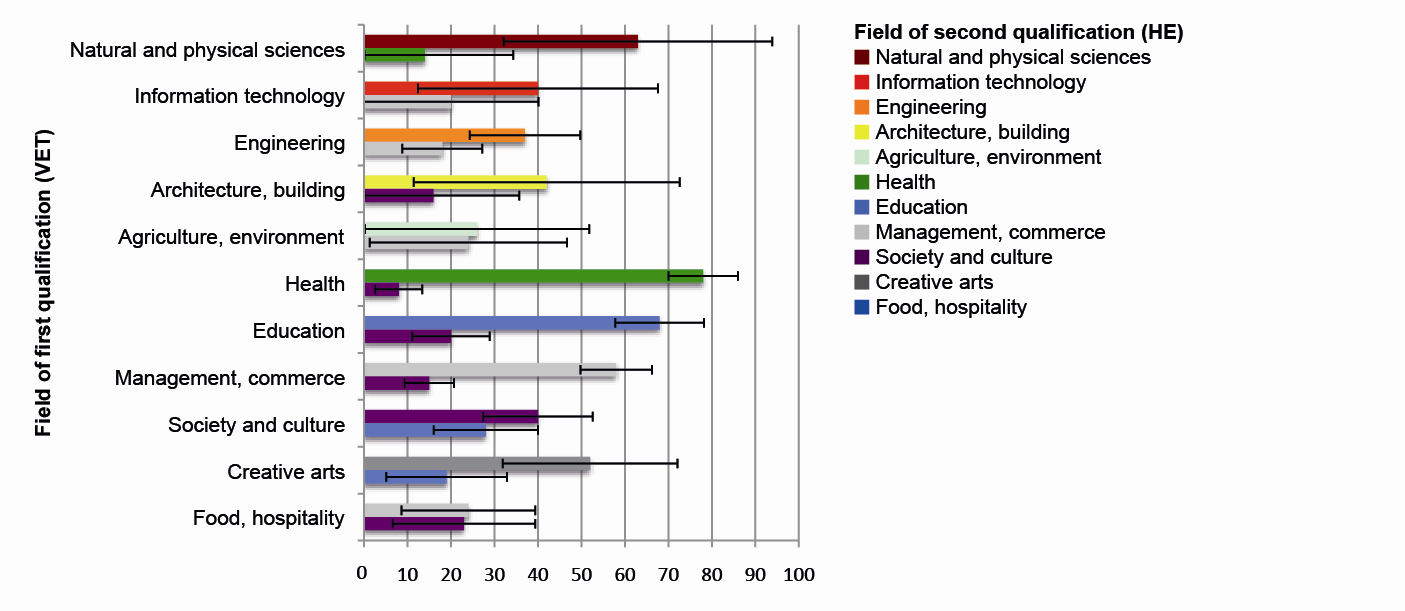 Field of first qualification (VET)
Natural and physical sciences
Information technology
Engineering
Architecture, building
Agriculture, environment
Health
Education
Management, commerce
Society and culture
Creative arts
Food, hospitality
0 10 20 30 40 50 60 70 80 90 100
Field of second qualification (HE)
Natural and physical sciences
Information technology
Engineering
Architecture, building
Agriculture, environment
Health
Education
Management, commerce
Society and culture
Creative arts
Food, hospitality